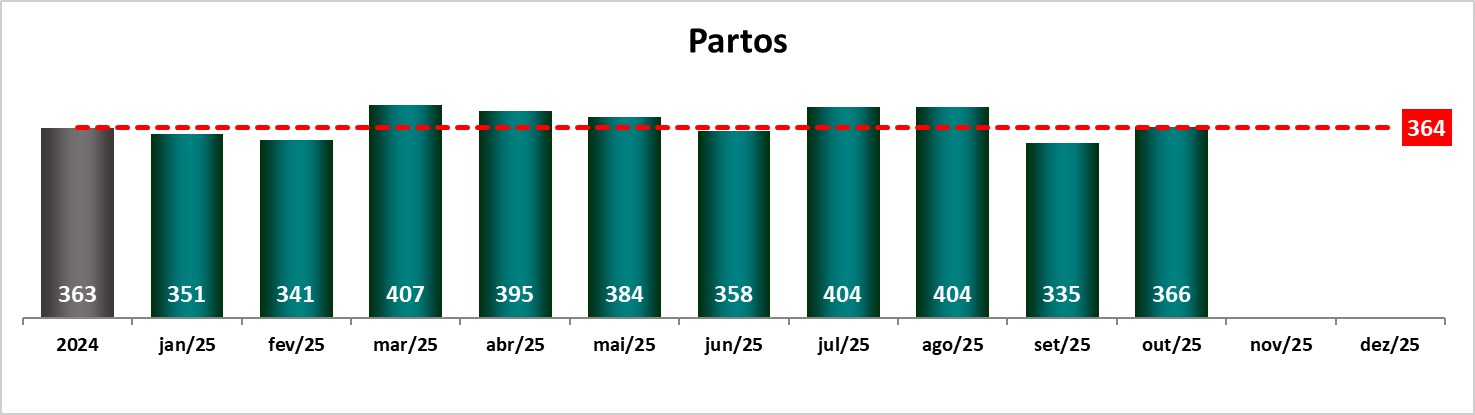 Partos
364
363 351 341 407 395 384 358 404 404 335 366
2024 jan/25 fev/25 mar/25 abr/25 mai/25 jun/25 jul/25 ago/25 set/25 out/25 nov/25 dez/25